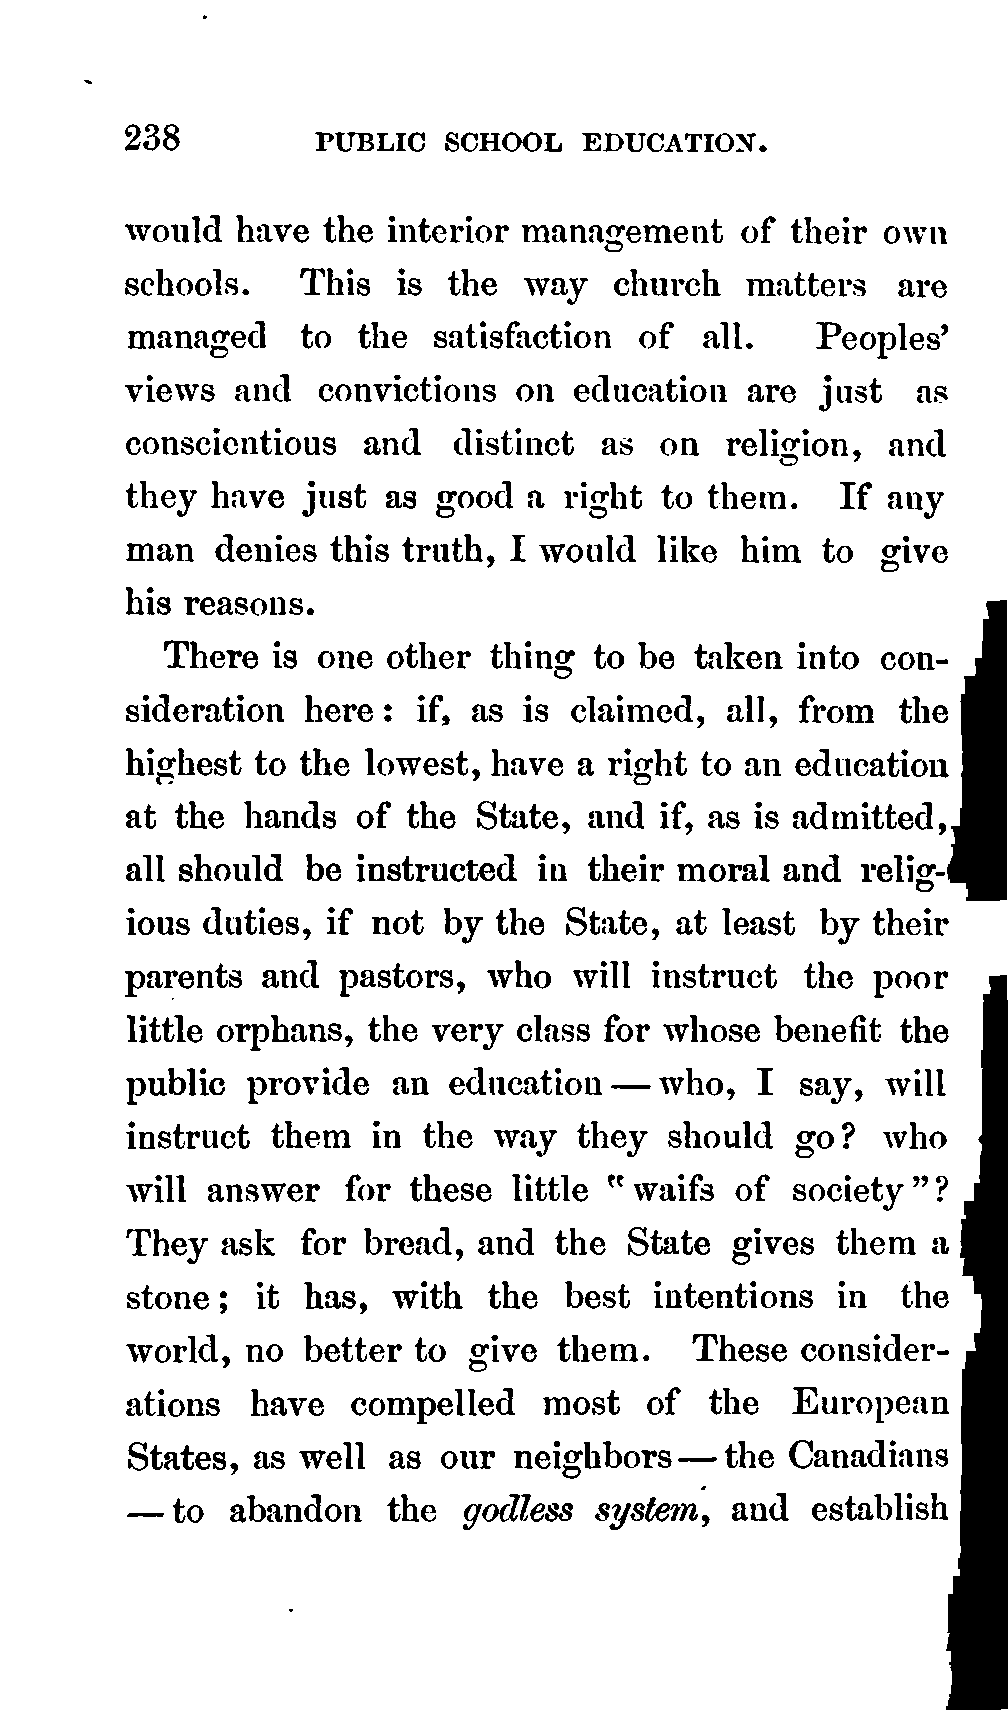 238 PUBLIC SCHOOL EDUCATION.
would have the interior management of their own
schools. This is the way church matters are
managed to the satisfaction of all. Peoples’
views and convictions on education are just as
conscientious and distinct as on religion, and
they have just as good a right to them. If any
man denies this truth, I would like him to give
his reasons.
There is one other thing to be taken into con-
sideration here: if, as is claimed, all, from the
highest to the lowest, have a right to an education
at the hands of the State, and if, as is admitted,
all should be instructed in their moral and relig-
ious duties, if not by the State, at least by their
parents and pastors, who will instruct the poor
little orphans, the very class for whose benefit the
public provide an education — who, I say, will
instruct them in the way they should go? who
will answer for these little "waifs of society"?
They ask for bread, and the State gives them a
stone; it has, with the best intentions in the
world, no better to give them. These consider-
ations have compelled most of the European
States, as well as our neighbors — the Canadians
— to abandon the godless system, and establish